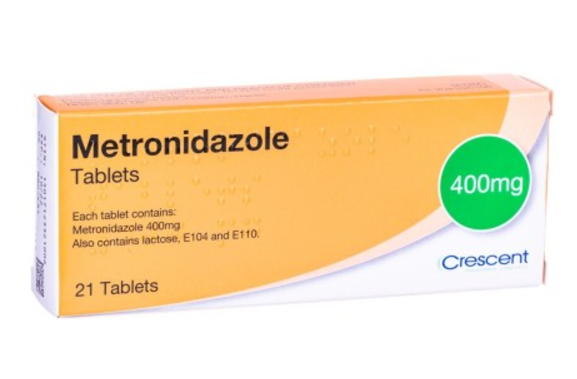 Metronidazole
Tablets
400mg
Each tablet contains:
Metronidazole 400mg
Also contains lactose, E104 and E110.
Crescent
21 Tablets